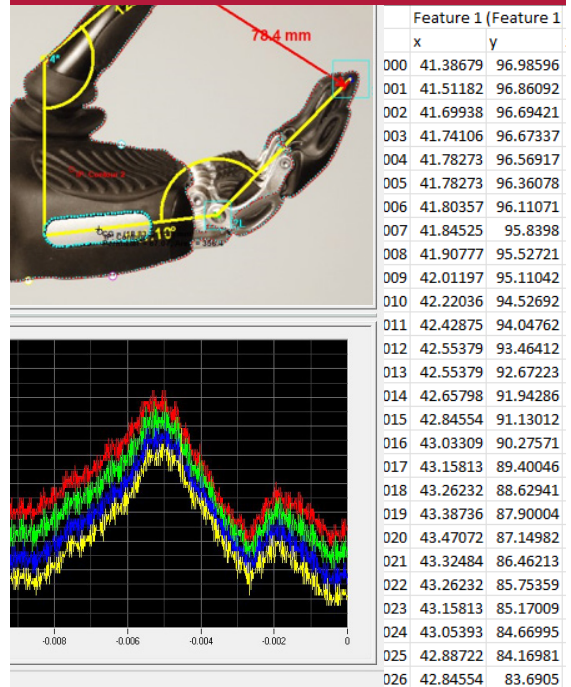 78.4 mm
-0.008 -0.006 -0.004 -0.002 0
Feature 1 (Feature 1
x y
000 41.38679 96.98596
001 41.51182 96.86092
002 41.69938 96.69421
003 41.74106 96.67337
004 41.78273 96.56917
005 41.78273 96.36078
006 41.80357 96.11071
007 41.84525 95.8398
008 41.90777 95.52721
009 42.01197 95.11042
010 42.22036 94.52692
011 42.42875 94.04762
012 42.55379 93.46412
013 42.55379 92.67223
014 42.65798 91.94286
015 42.84554 91.13012
016 43.03309 90.27571
017 43.15813 89.40046
018 43.26232 88.62941
019 43.38736 87.90004
020 43.47072 87.14982
021 43.32484 86.46213
022 43.26232 85.75359
023 43.15813 85.17009
024 43.05393 84.66995
025 42.88722 84.16981
026 42.84554 83.6905